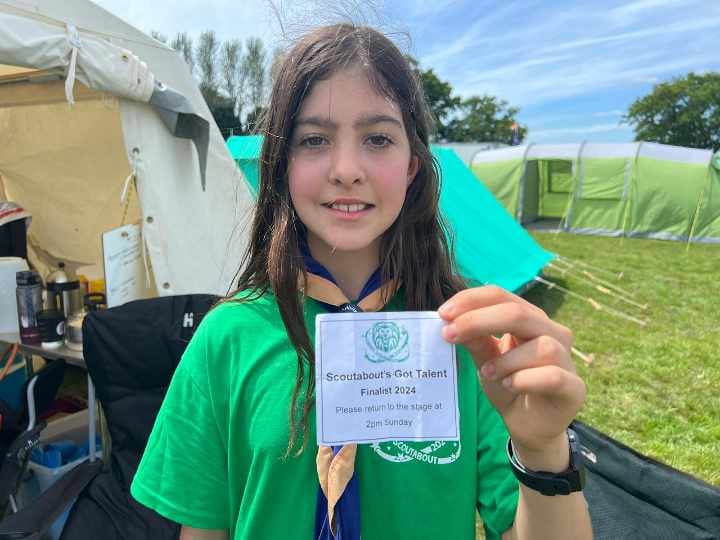 Scoutabout's Got Talent
Finalist 2024
Please return to the stage at
2pm Sunday
SCOUTABOUT